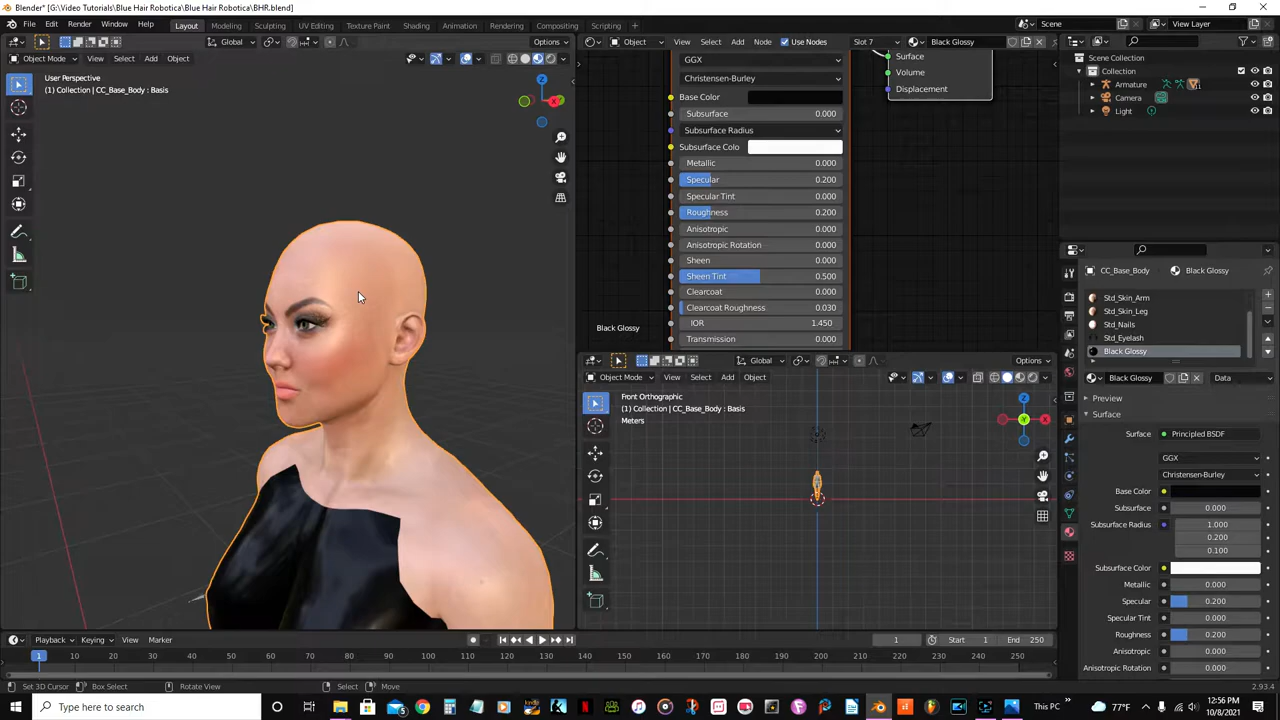 Blender* [G:\Video Tutorials\Blue Hair Robotica\Blue Hair Robotica\BHR.blend]
File Edit Render Window Help Layout Modeling Sculpting UV Editing Texture Paint Shading Animation Rendering Compositing Scripting Scene View Layer
Global Options Object View Select Add Node Use Nodes Slot 7 Black Glossy
Object Mode View Select Add Object
User Perspective
(1) Collection | CC_Base_Body : Basis
GGX
Christensen-Burley
Base Color
Subsurface 0.000
Subsurface Radius
Subsurface Colo
Metallic 0.000
Specular 0.200
Specular Tint 0.000
Roughness 0.200
Anisotropic 0.000
Anisotropic Rotation 0.000
Sheen 0.000
Sheen Tint 0.500
Clearcoat 0.000
Clearcoat Roughness 0.030
IOR 1.450
Transmission 0.000
Black Glossy
Surface
Volume
Displacement
Global Options
Object Mode View Select Add Object
Front Orthographic
(1) Collection | CC_Base_Body : Basis
Meters
Scene Collection
Collection
Armature
Camera
Light
CC_Base_Body Black Glossy
Std_Skin_Arm
Std_Skin_Leg
Std_Nails
Std_Eyelash
Black Glossy
Black Glossy Data
Preview
Surface
Surface Principled BSDF
GGX
Christensen-Burley
Base Color
Subsurface 0.000
Subsurface Radius 1.000
0.200
0.100
Subsurface Color
Metallic 0.000
Specular 0.200
Specular Tint 0.000
Roughness 0.200
Anisotropic 0.000
Anisotropic Rotation 0.000
Playback Keying View Marker 1 Start 1 End 250
1 10 20 30 40 50 60 70 80 90 100 110 120 130 140 150 160 170 180 190 200 210 220 230 240 250
Set 3D Cursor Box Select Rotate View Select Move 2.93.4
Type here to search This PC 77°F 12:56 PM
10/8/2021